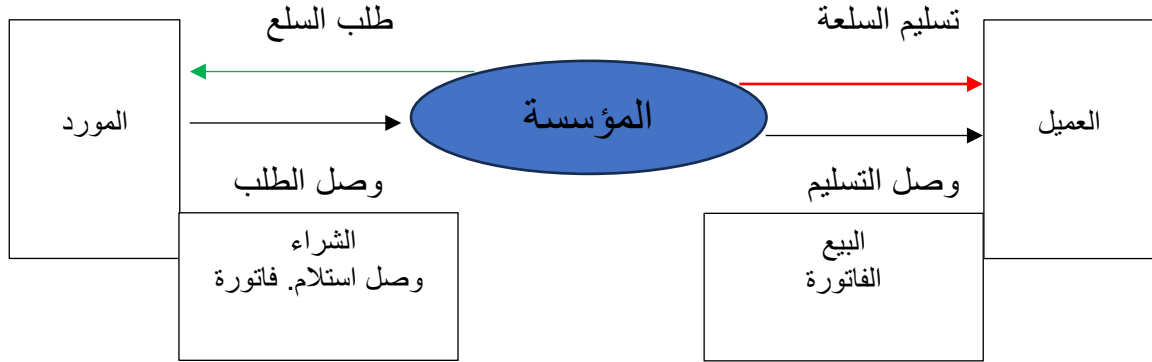 تسليم السلعة
طلب السلع
العميل
المؤسسة
المورد
وصل التسليم
وصل الطلب
البيع
الفاتورة
الشراء
وصل استلام. فاتورة